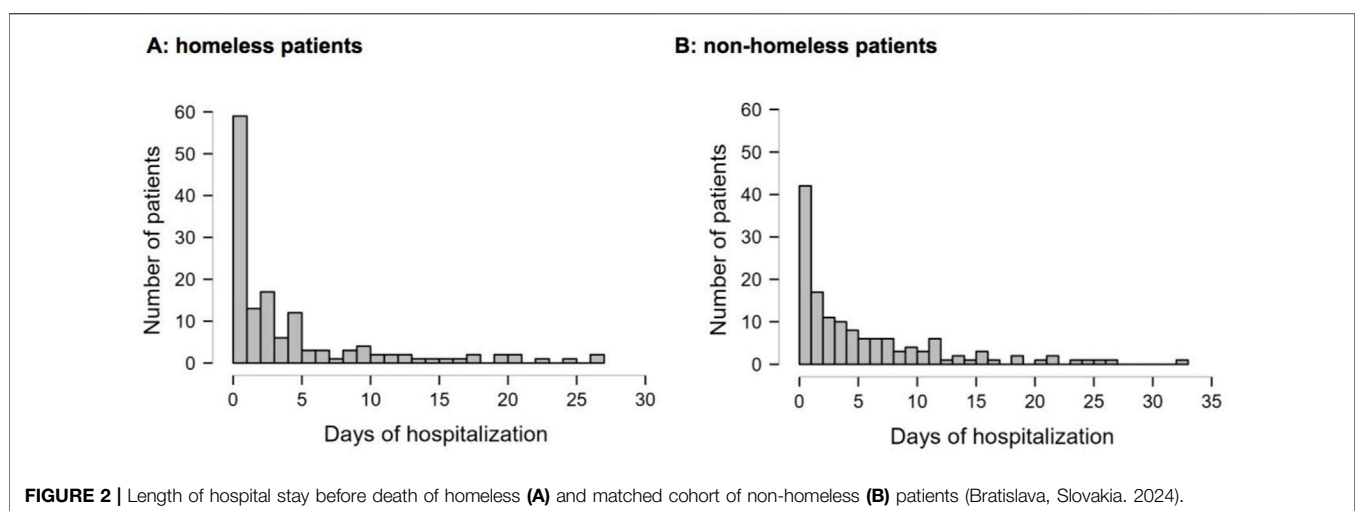 A: homeless patients
60
50
40
30
20
10
0
Number of patients
0 5 10 15 20 25 30
Days of hospitalization
B: non-homeless patients
60
50
40
30
20
10
0
Number of patients
0 5 10 15 20 25 30 35
Days of hospitalization
FIGURE 2 | Length of hospital stay before death of homeless (A) and matched cohort of non-homeless (B) patients (Bratislava, Slovakia. 2024).